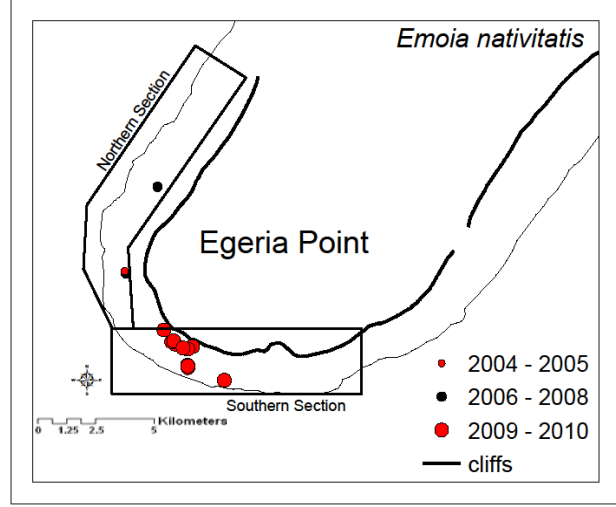 Emoia nativitatis
Northern Section
Egeria Point
2004 - 2005
2006 - 2008
2009 - 2010
cliffs
Southern Section
Kilometers
0 1.25 2.5 5